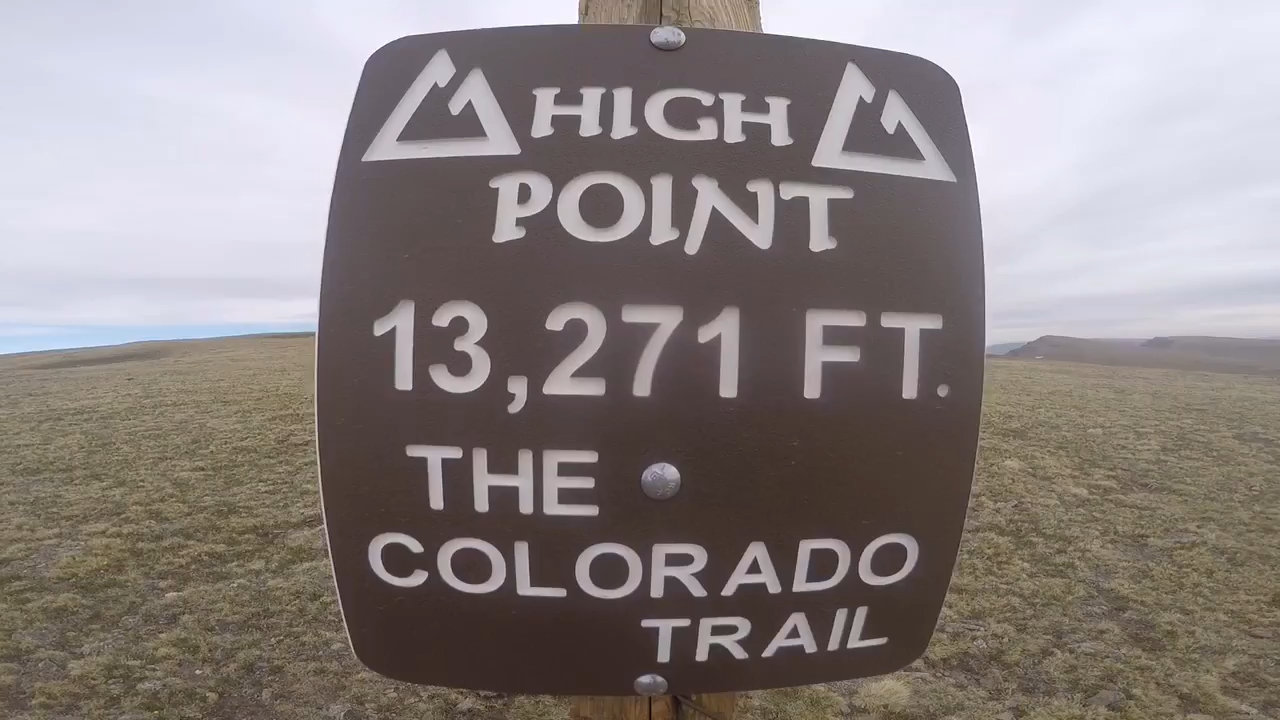 HIGH
POINT
13,271 FT.
THE
COLORADO
TRAIL